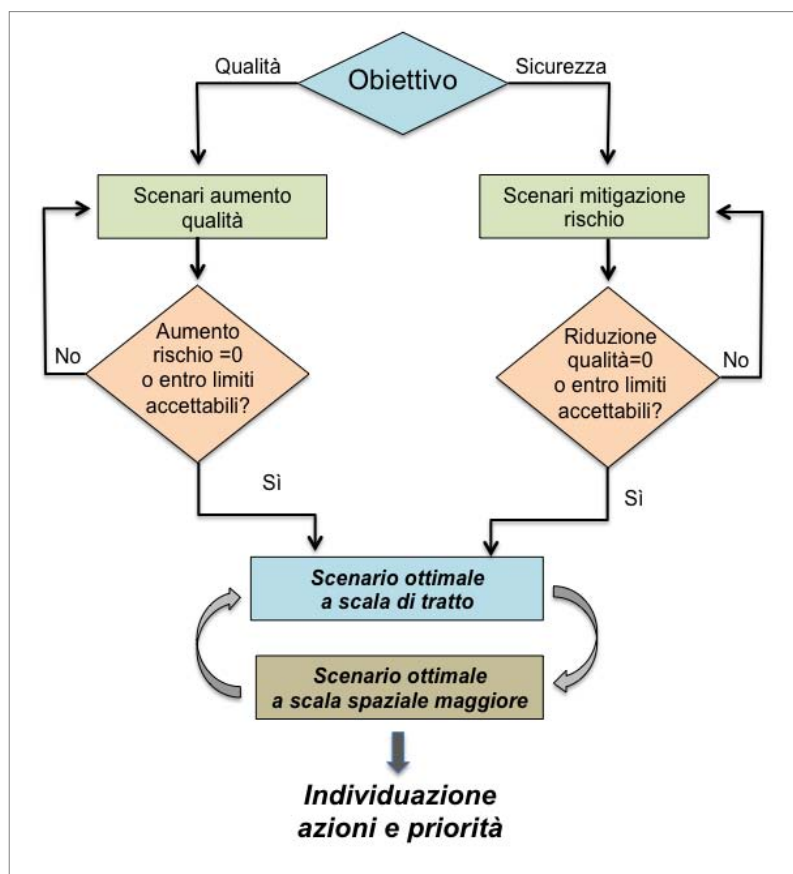 Qualità
Obiettivo
Sicurezza
Scenari aumento
qualità
Scenari mitigazione
rischio
Aumento
rischio =0
o entro limiti
accettabili?
No
Riduzione
qualità=0
o entro limiti
accettabili?
No
Sì
Sì
Scenario ottimale
a scala di tratto
Scenario ottimale
a scala spaziale maggiore
Individuazione
azioni e priorità